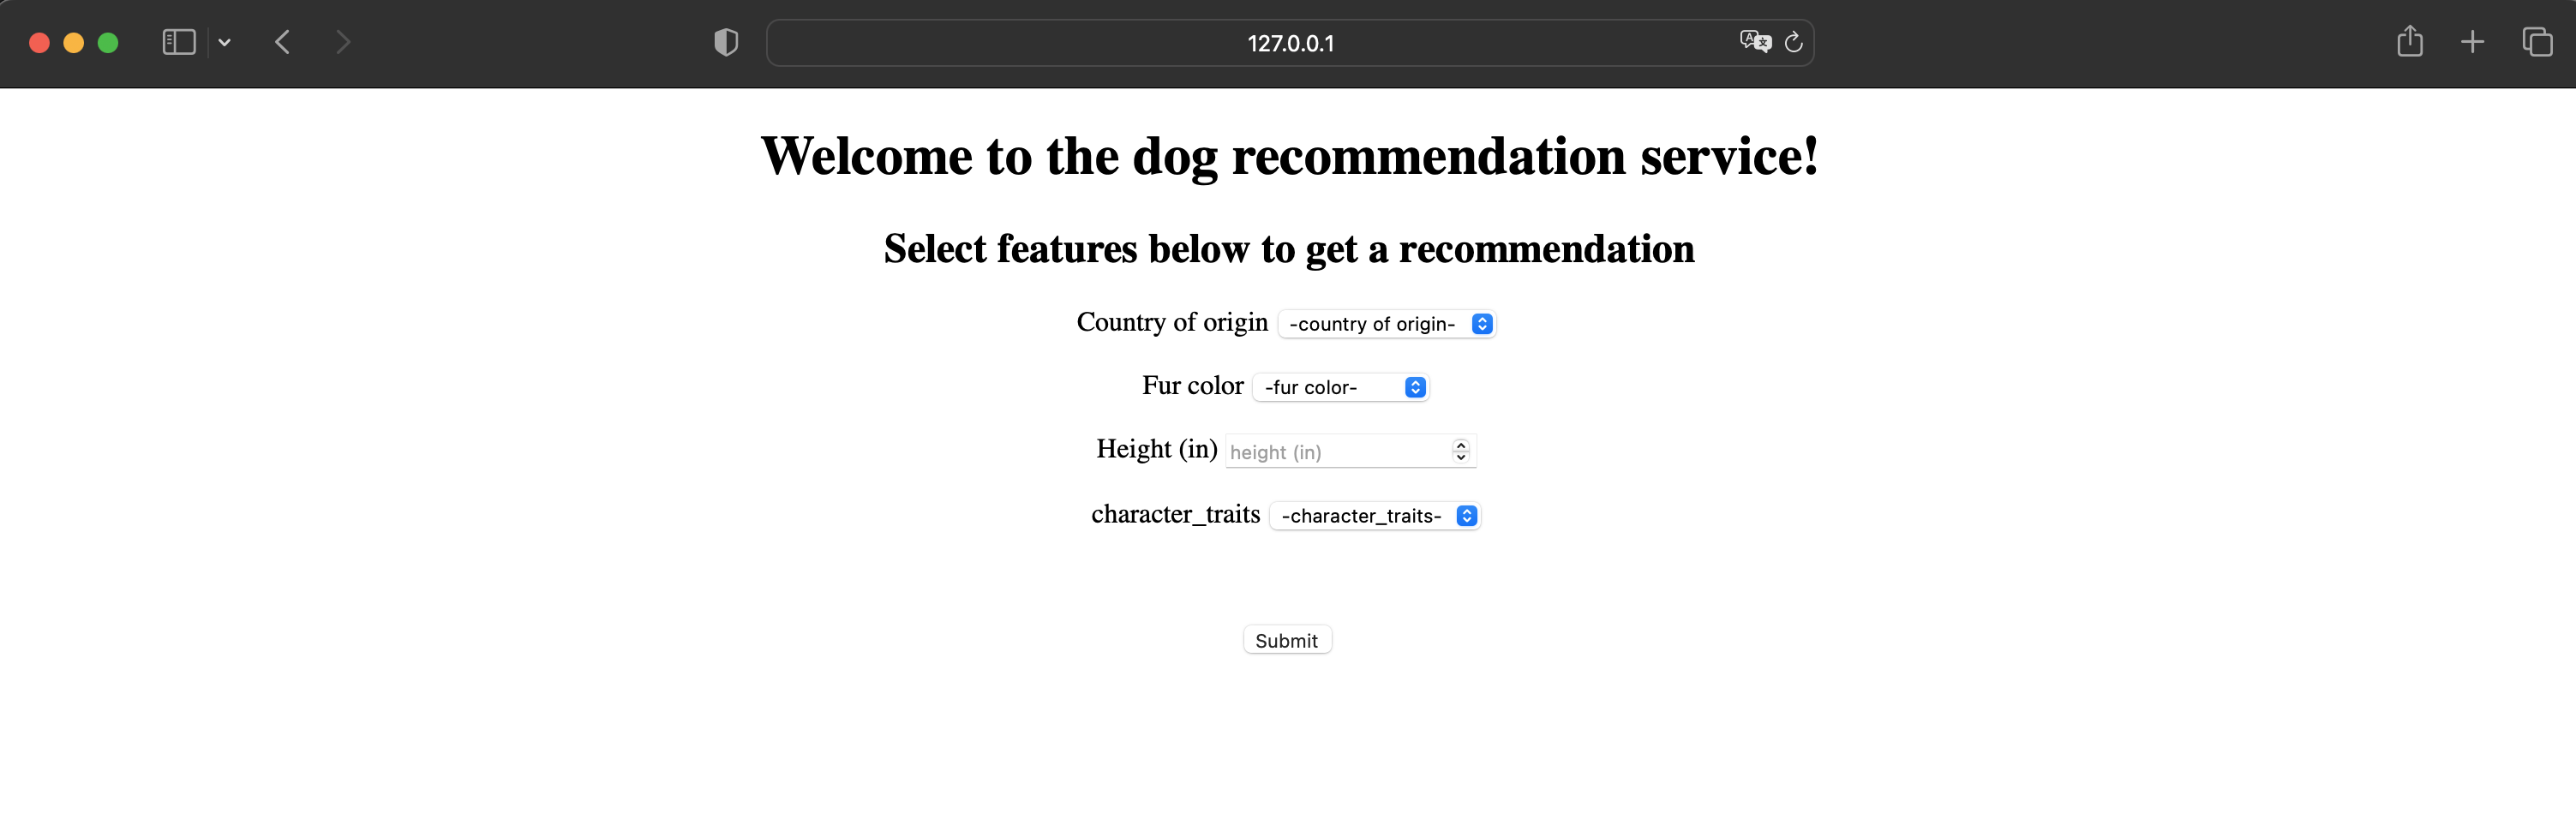 127.0.0.1
Welcome to the dog recommendation service!
Select features below to get a recommendation
Country of origin -country of origin-
Fur color -fur color-
Height (in) height (in)
character_traits -character_traits-
Submit